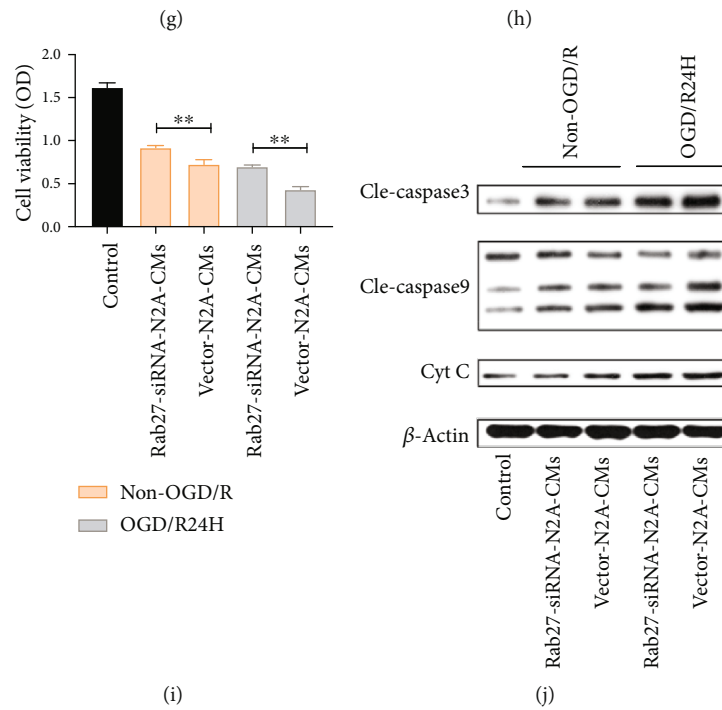 (g)
(h)
Cell viability (OD)
2.0
1.5
1.0
0.5
0.0
**
**
Control
Rab27-siRNA-N2A-CMs
Vector-N2A-CMs
Rab27-siRNA-N2A-CMs
Vector-N2A-CMs
Non-OGD/R
OGD/R24H
(i)
Non-OGD/R
OGD/R24H
Cle-caspase3
Cle-caspase9
Cyt C
β-Actin
Control
Rab27-siRNA-N2A-CMs
Vector-N2A-CMs
Rab27-siRNA-N2A-CMs
Vector-N2A-CMs
(j)